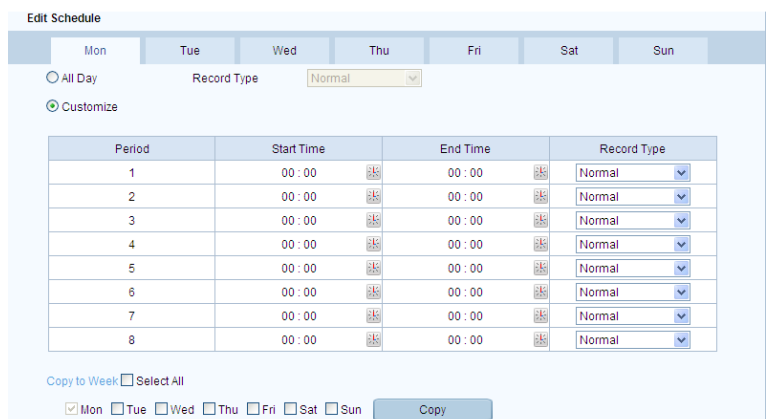 Edit Schedule
Mon Tue Wed Thu Fri Sat Sun
All Day Record Type Normal
Customize
Period Start Time End Time Record Type
1 00 : 00 00 : 00 Normal
2 00 : 00 00 : 00 Normal
3 00 : 00 00 : 00 Normal
4 00 : 00 00 : 00 Normal
5 00 : 00 00 : 00 Normal
6 00 : 00 00 : 00 Normal
7 00 : 00 00 : 00 Normal
8 00 : 00 00 : 00 Normal
Copy to Week Select All
Mon Tue Wed Thu Fri Sat Sun Copy